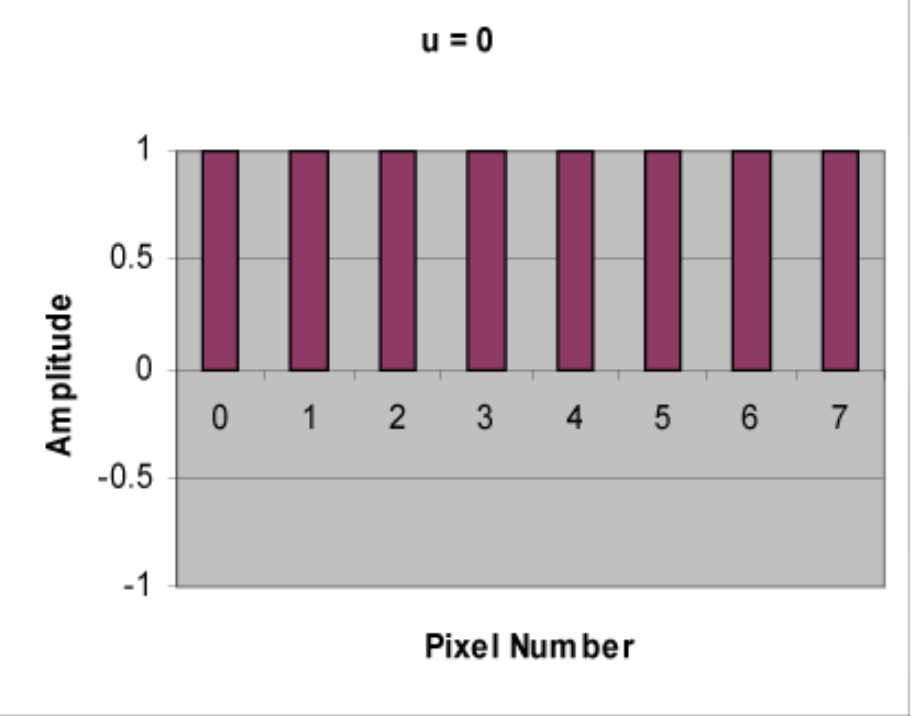 u = 0
1
0.5
0
0 1 2 3 4 5 6 7
-0.5
-1
Amplitude
Pixel Number